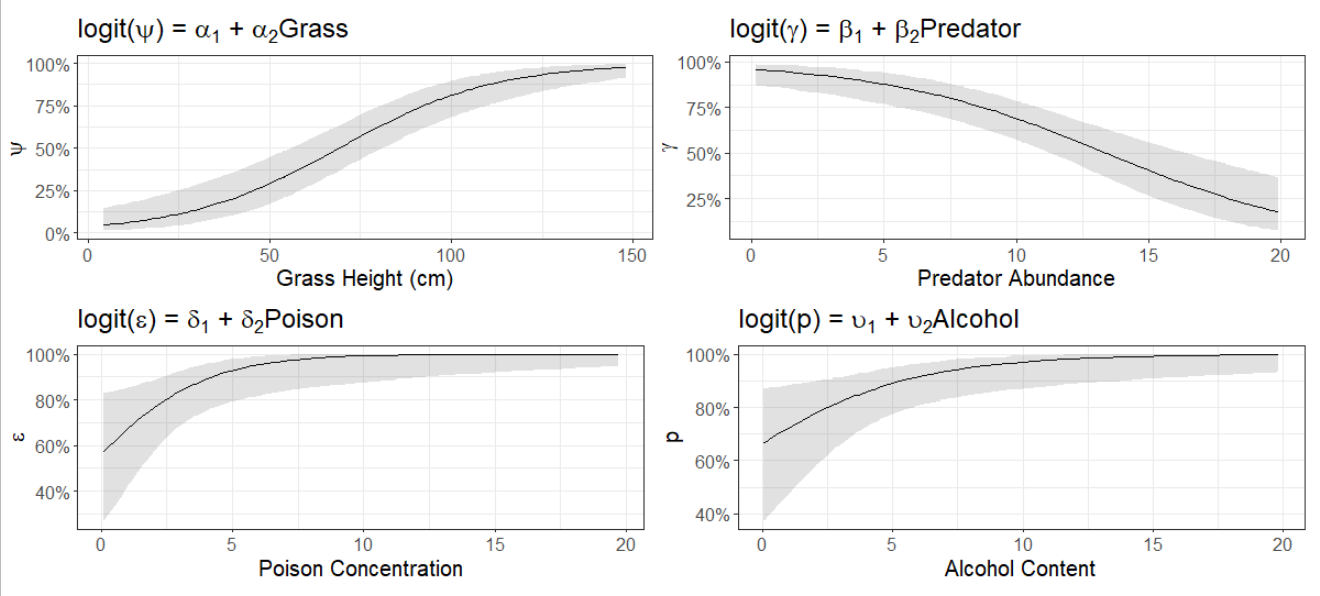 logit(ψ) = α₁ + α₂Grass
100%
75%
50%
25%
0%
ψ
0 50 100 150
Grass Height (cm)
logit(γ) = β₁ + β₂Predator
100%
75%
50%
25%
γ
0 5 10 15 20
Predator Abundance
logit(ε) = δ₁ + δ₂Poison
100%
80%
60%
40%
ε
0 5 10 15 20
Poison Concentration
logit(p) = υ₁ + υ₂Alcohol
100%
80%
60%
40%
p
0 5 10 15 20
Alcohol Content